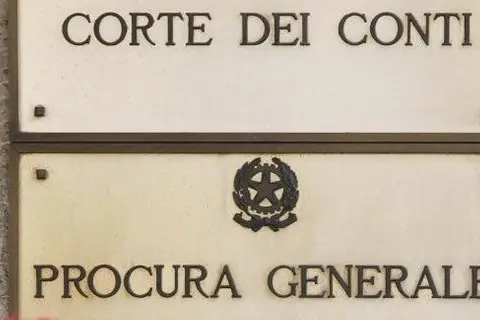 CORTE DEI CONTI
PROCURA GENERALE